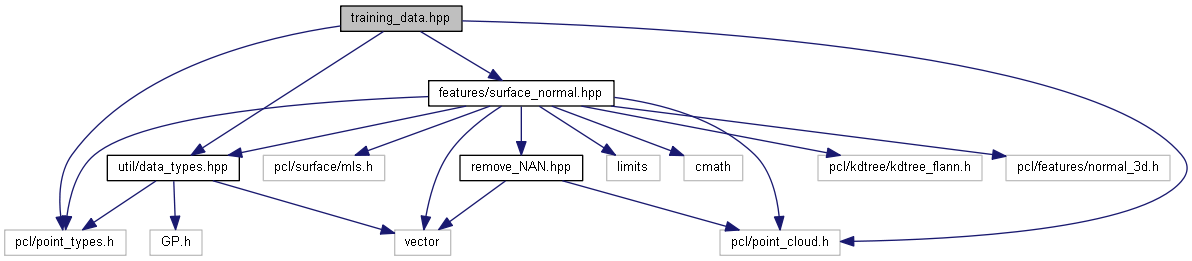 training_data.hpp
features/surface_normal.hpp
util/data_types.hpp
pcl/surface/mls.h
remove_NAN.hpp
limits
cmath
pcl/kdtree/kdtree_flann.h
pcl/features/normal_3d.h
pcl/point_types.h
GP.h
vector
pcl/point_cloud.h